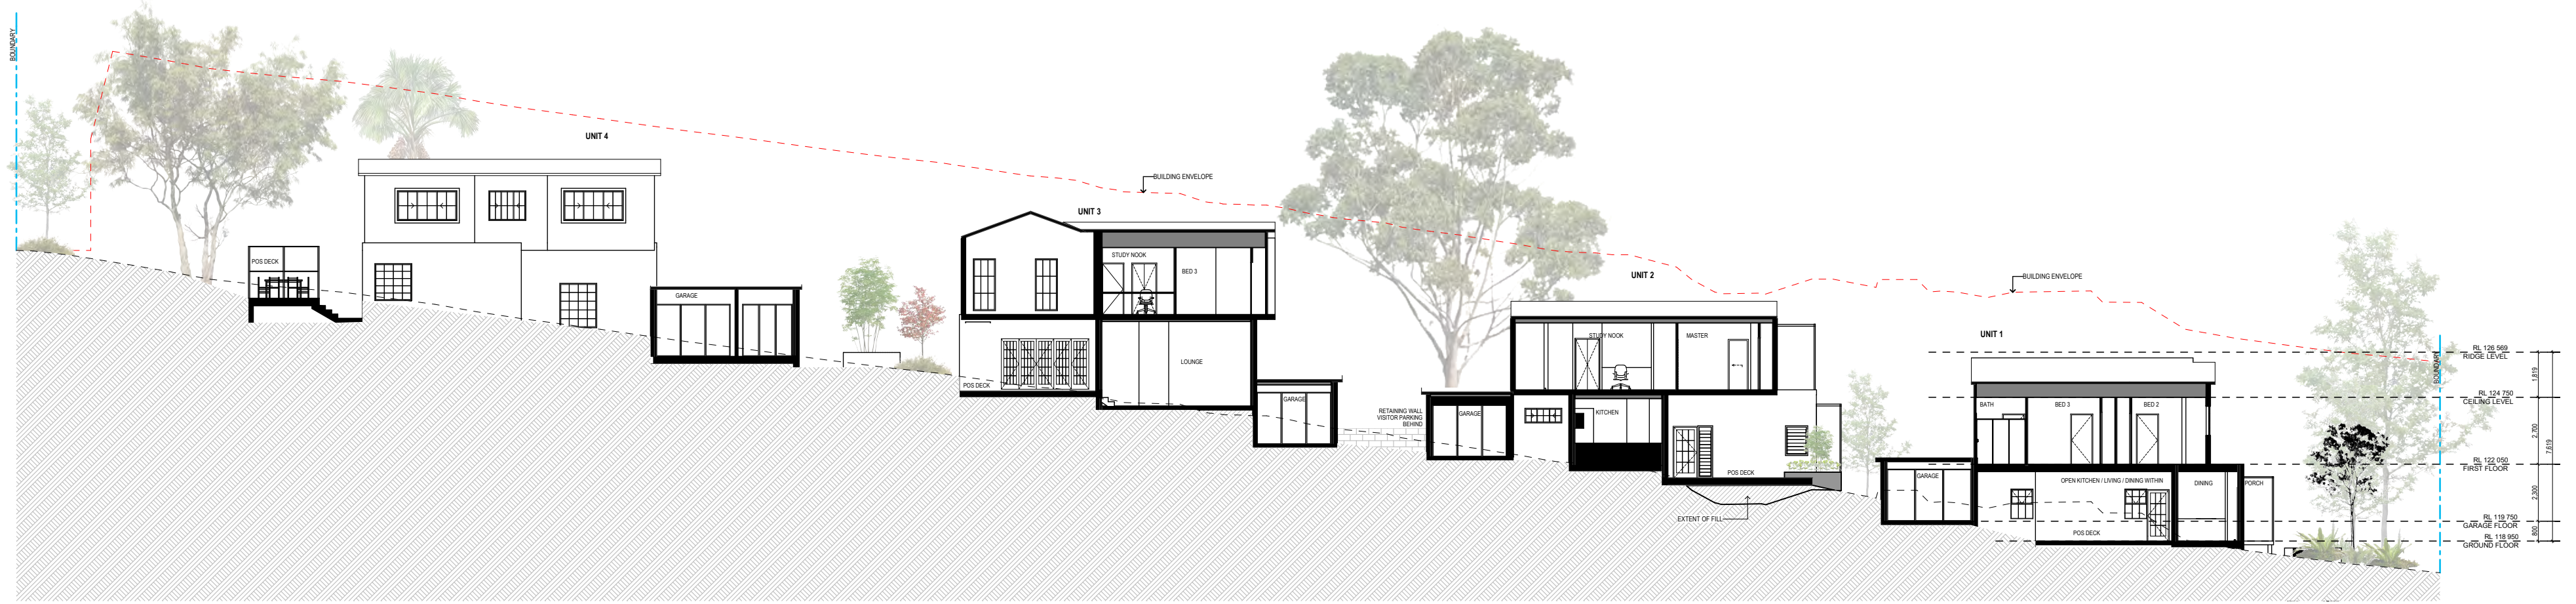 BOUNDARY
UNIT 4
POS DECK
GARAGE
BUILDING ENVELOPE
UNIT 3
STUDY NOOK
BED 3
LOUNGE
POS DECK
GARAGE
RETAINING WALL
VISITOR PARKING
BEHIND
UNIT 2
GARAGE
STUDY NOOK
MASTER
KITCHEN
POS DECK
EXTENT OF FILL
BUILDING ENVELOPE
UNIT 1
BATH
BED 3
BED 2
GARAGE
OPEN KITCHEN / LIVING / DINING WITHIN
DINING
PORCH
POS DECK
BOUNDARY
RL 126 569
RIDGE LEVEL
RL 124 750
CEILING LEVEL
RL 122 050
FIRST FLOOR
RL 119 750
GARAGE FLOOR
RL 118 950
GROUND FLOOR
1,819
2,700
2,300
800
7,619